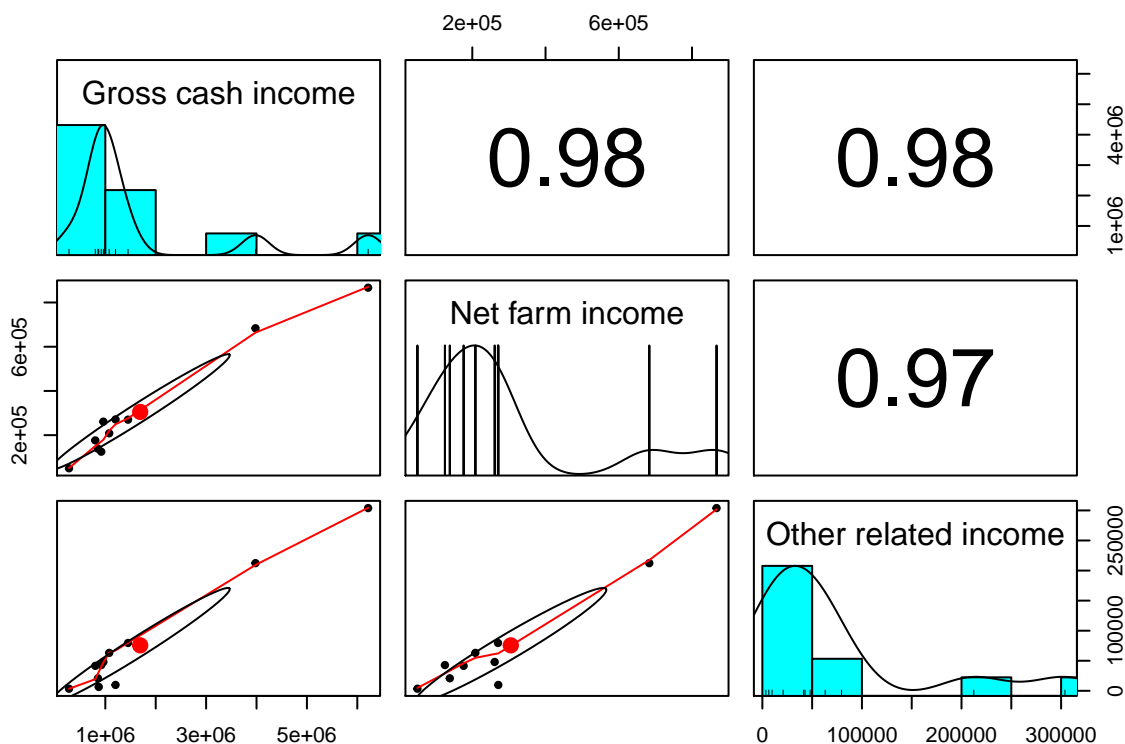 2e+05 6e+05
Gross cash income
0.98
0.98
1e+06 4e+06
2e+05 6e+05
Net farm income
0.97
Other related income
0 100000 250000
1e+06 3e+06 5e+06
0 100000 200000 300000